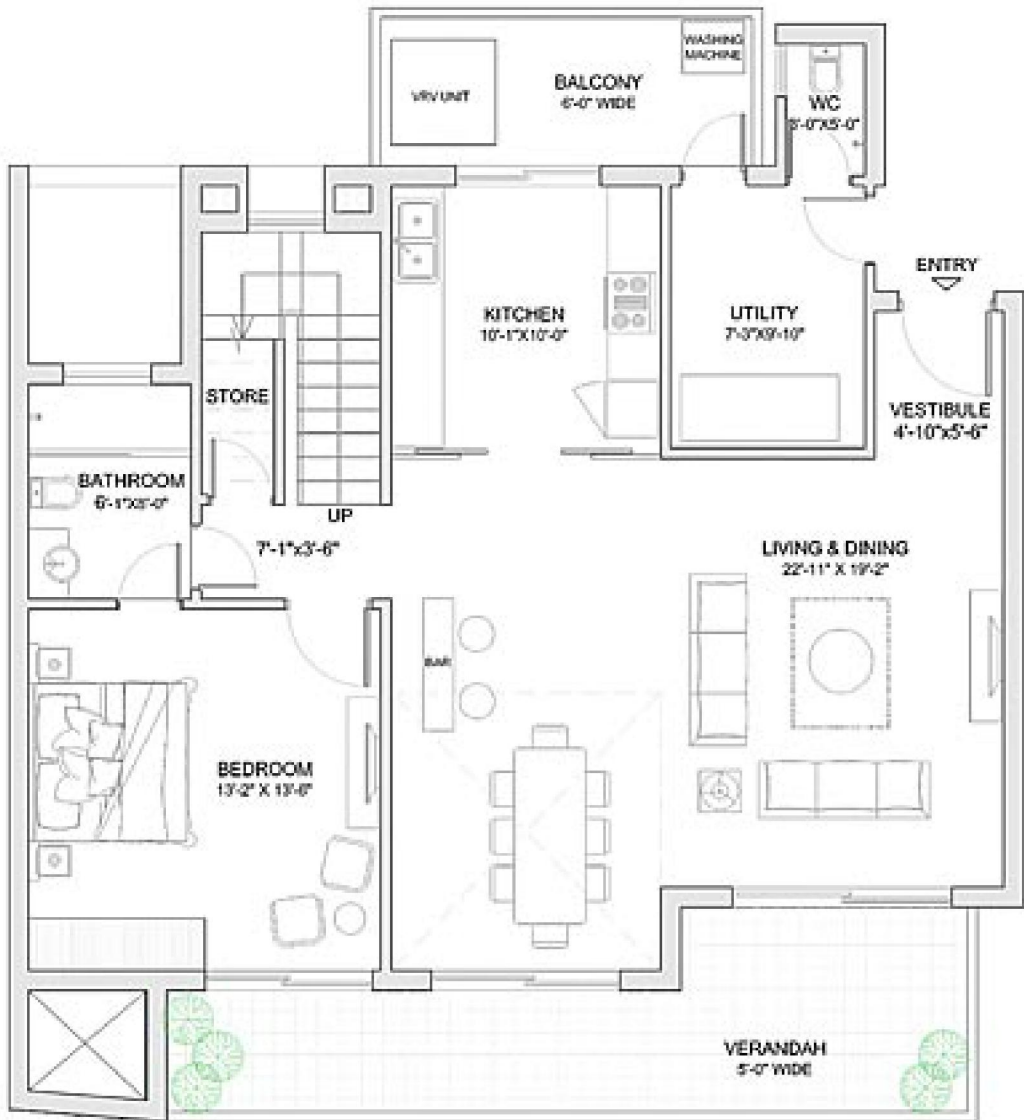 WASHING
MACHINE
VRV UNIT
BALCONY
6'-0" WIDE
WC
3'-0"X5'-0"
ENTRY
KITCHEN
10'-1"X10'-0"
UTILITY
7'-3"X9'-10"
STORE
VESTIBULE
4'-10"x5'-6"
BATHROOM
6'-1"X8'-0"
UP
7'-1"x3'-6"
LIVING & DINING
22'-11" X 19'-2"
BAR
BEDROOM
13'-2" X 13'-6"
VERANDAH
5'-0" WIDE